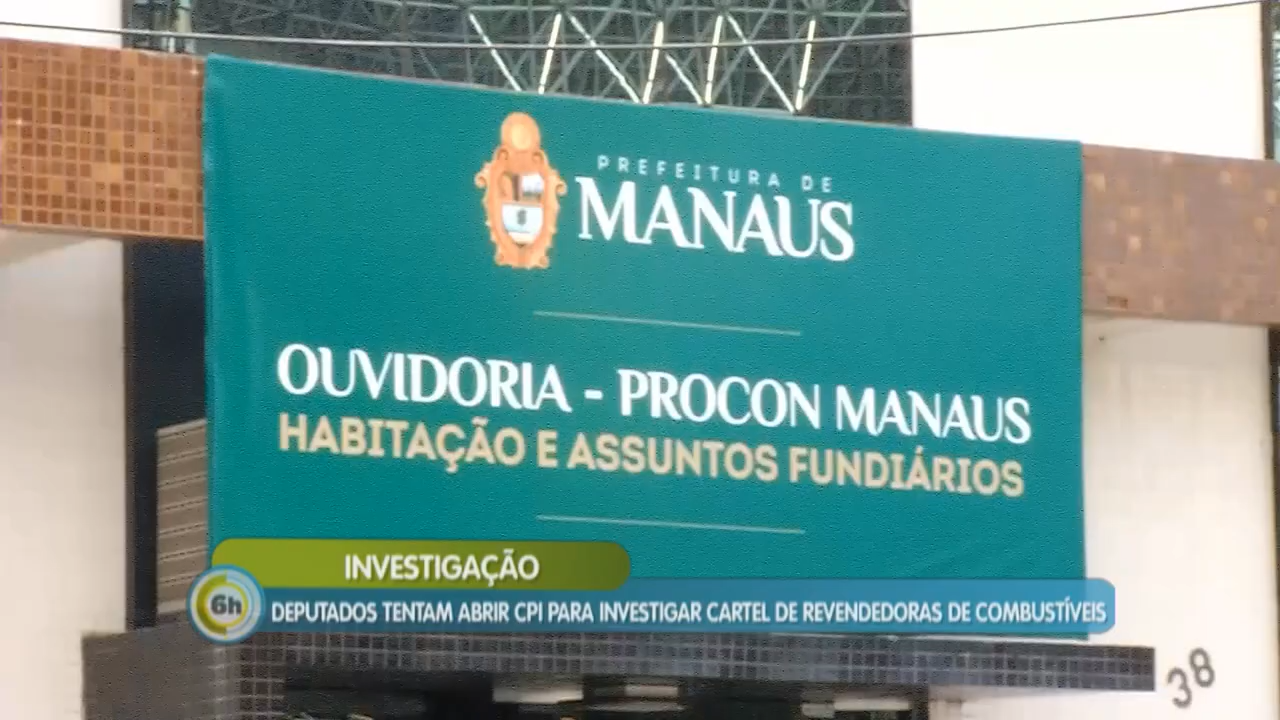 PREFEITURA DE
MANAUS
OUVIDORIA - PROCON MANAUS
HABITAÇÃO E ASSUNTOS FUNDIÁRIOS
INVESTIGAÇÃO
6h
DEPUTADOS TENTAM ABRIR CPI PARA INVESTIGAR CARTEL DE REVENDEDORAS DE COMBUSTÍVEIS
38